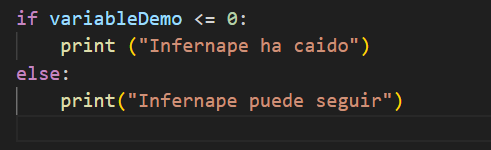 if variableDemo <= 0:
    print ("Infernape ha caido")
else:
    print("Infernape puede seguir")